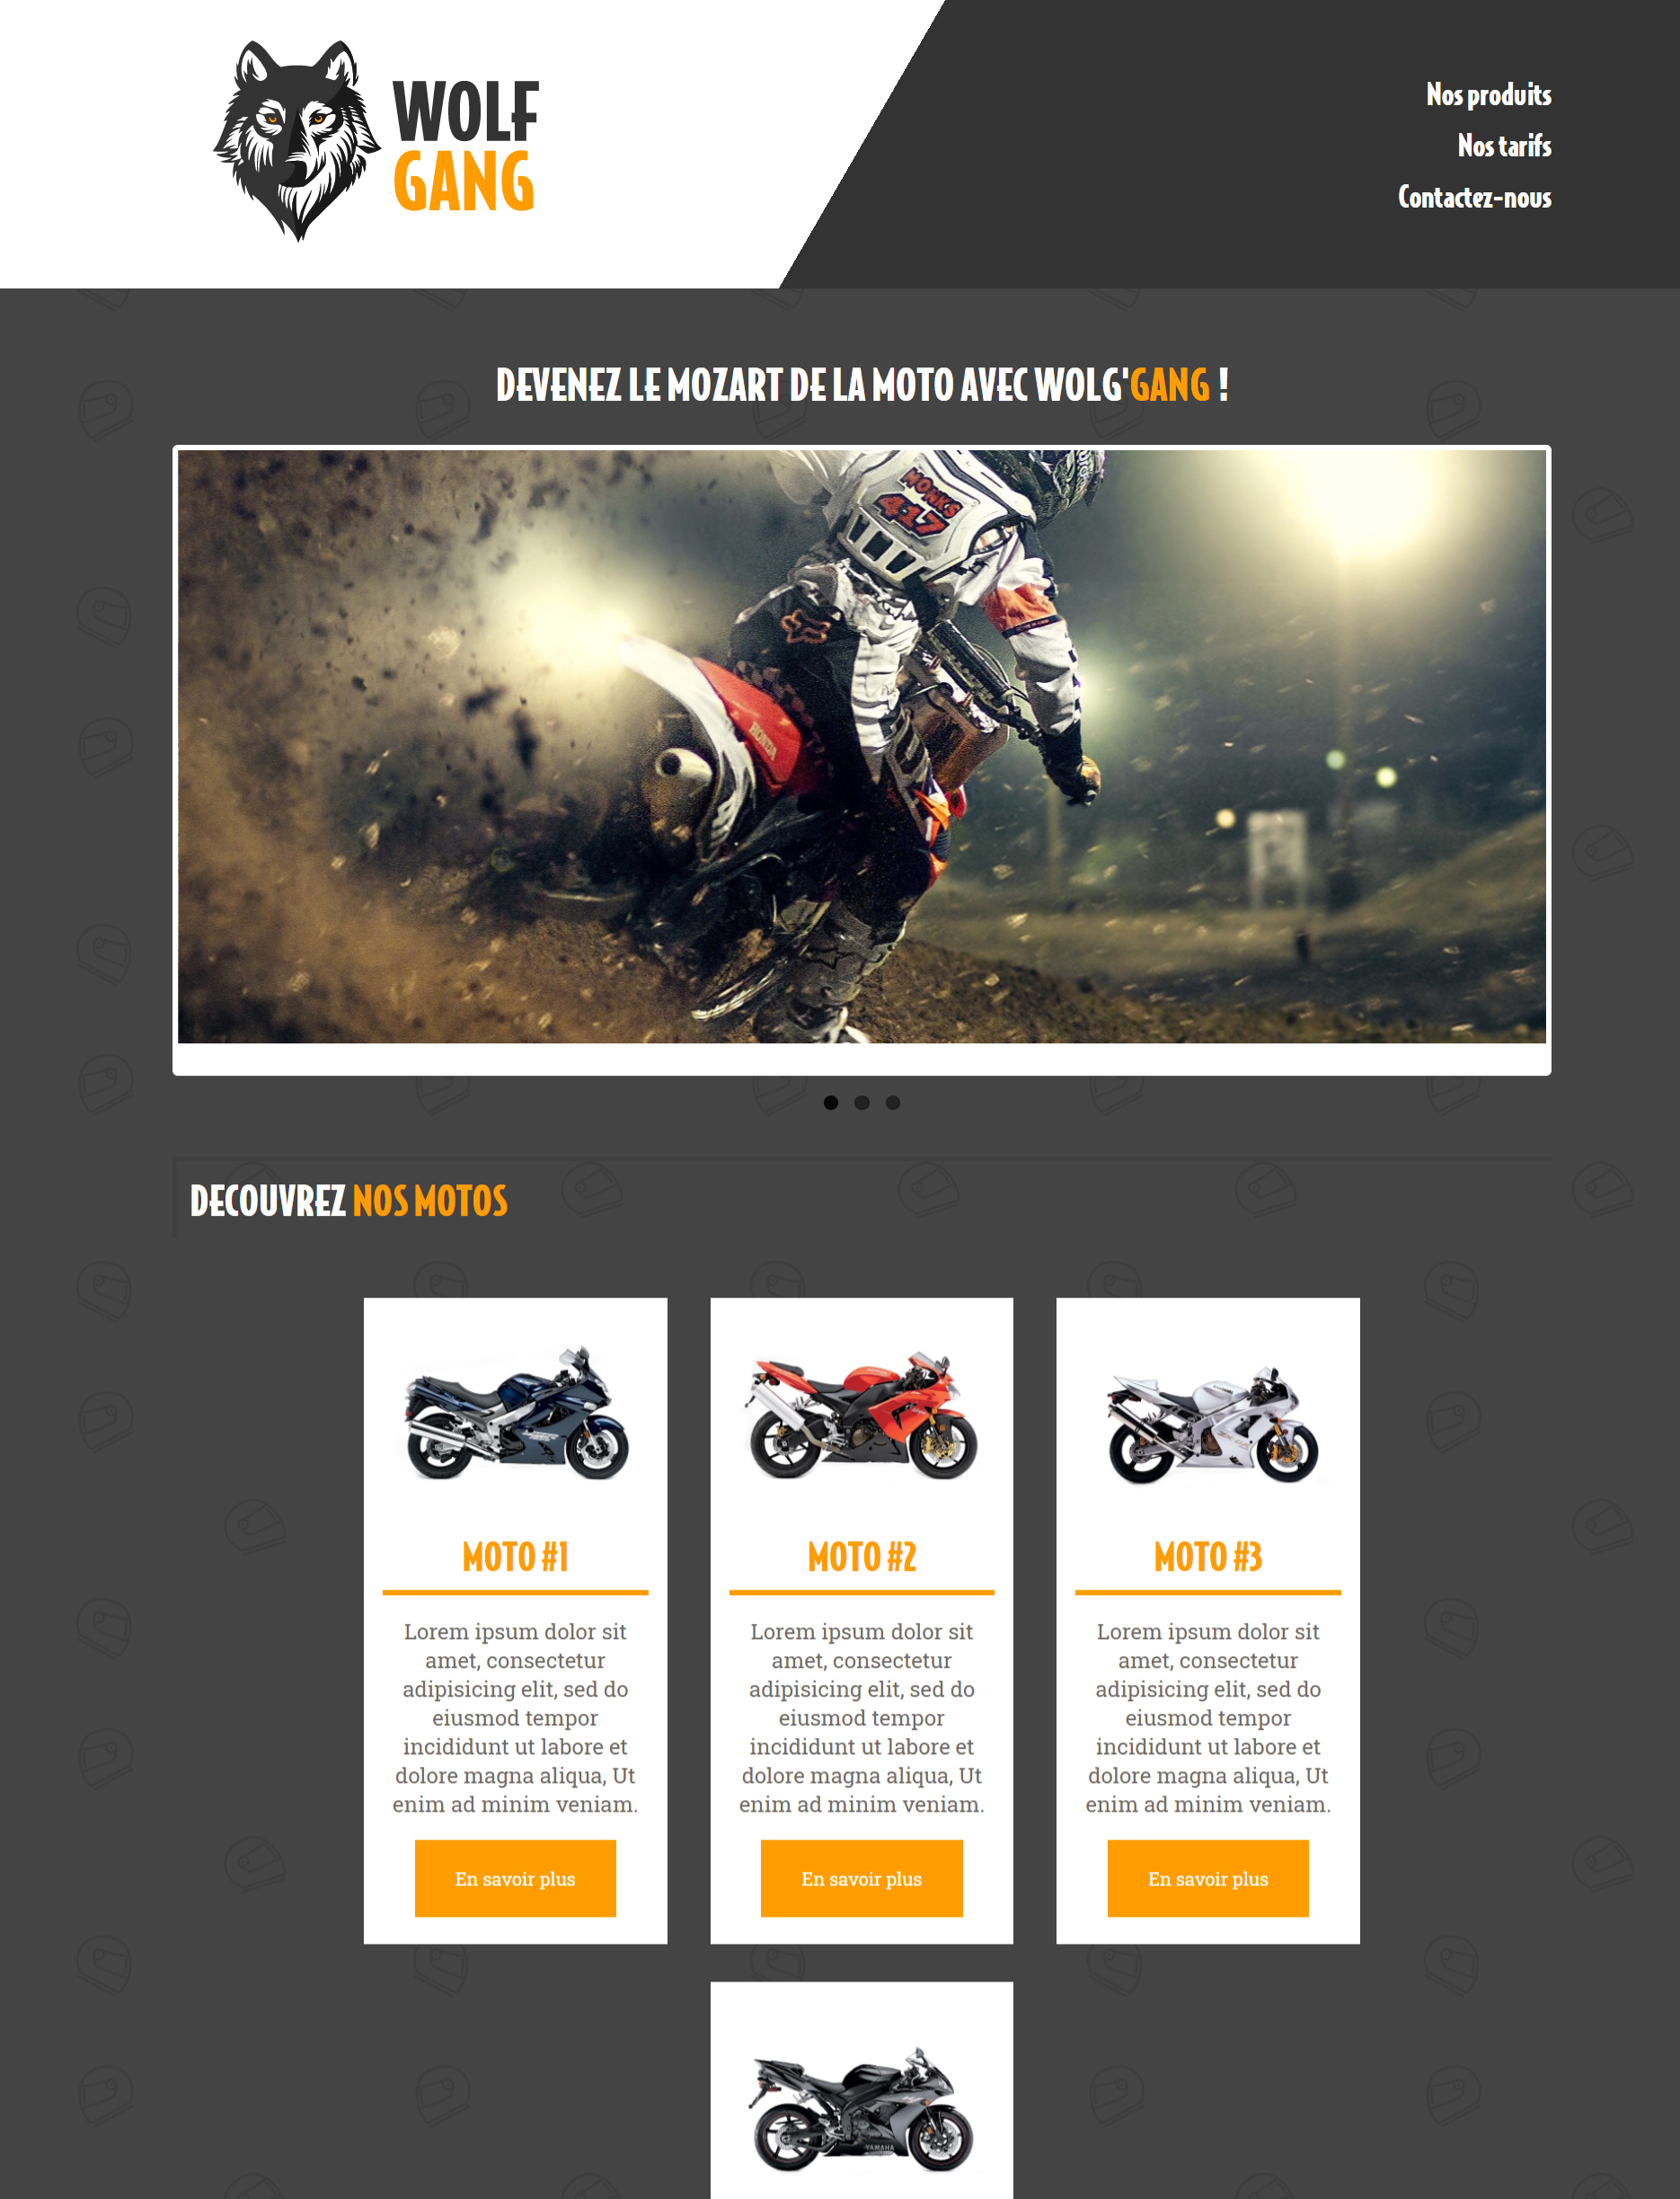 WOLF
GANG
Nos produits
Nos tarifs
Contactez-nous
DEVENEZ LE MOZART DE LA MOTO AVEC WOLG'GANG !
MONKS
417
HONDA
DECOUVREZ NOS MOTOS
MOTO #1
Lorem ipsum dolor sit
amet, consectetur
adipisicing elit, sed do
eiusmod tempor
incididunt ut labore et
dolore magna aliqua, Ut
enim ad minim veniam.
En savoir plus
MOTO #2
Lorem ipsum dolor sit
amet, consectetur
adipisicing elit, sed do
eiusmod tempor
incididunt ut labore et
dolore magna aliqua, Ut
enim ad minim veniam.
En savoir plus
MOTO #3
Lorem ipsum dolor sit
amet, consectetur
adipisicing elit, sed do
eiusmod tempor
incididunt ut labore et
dolore magna aliqua, Ut
enim ad minim veniam.
En savoir plus
YAMAHA